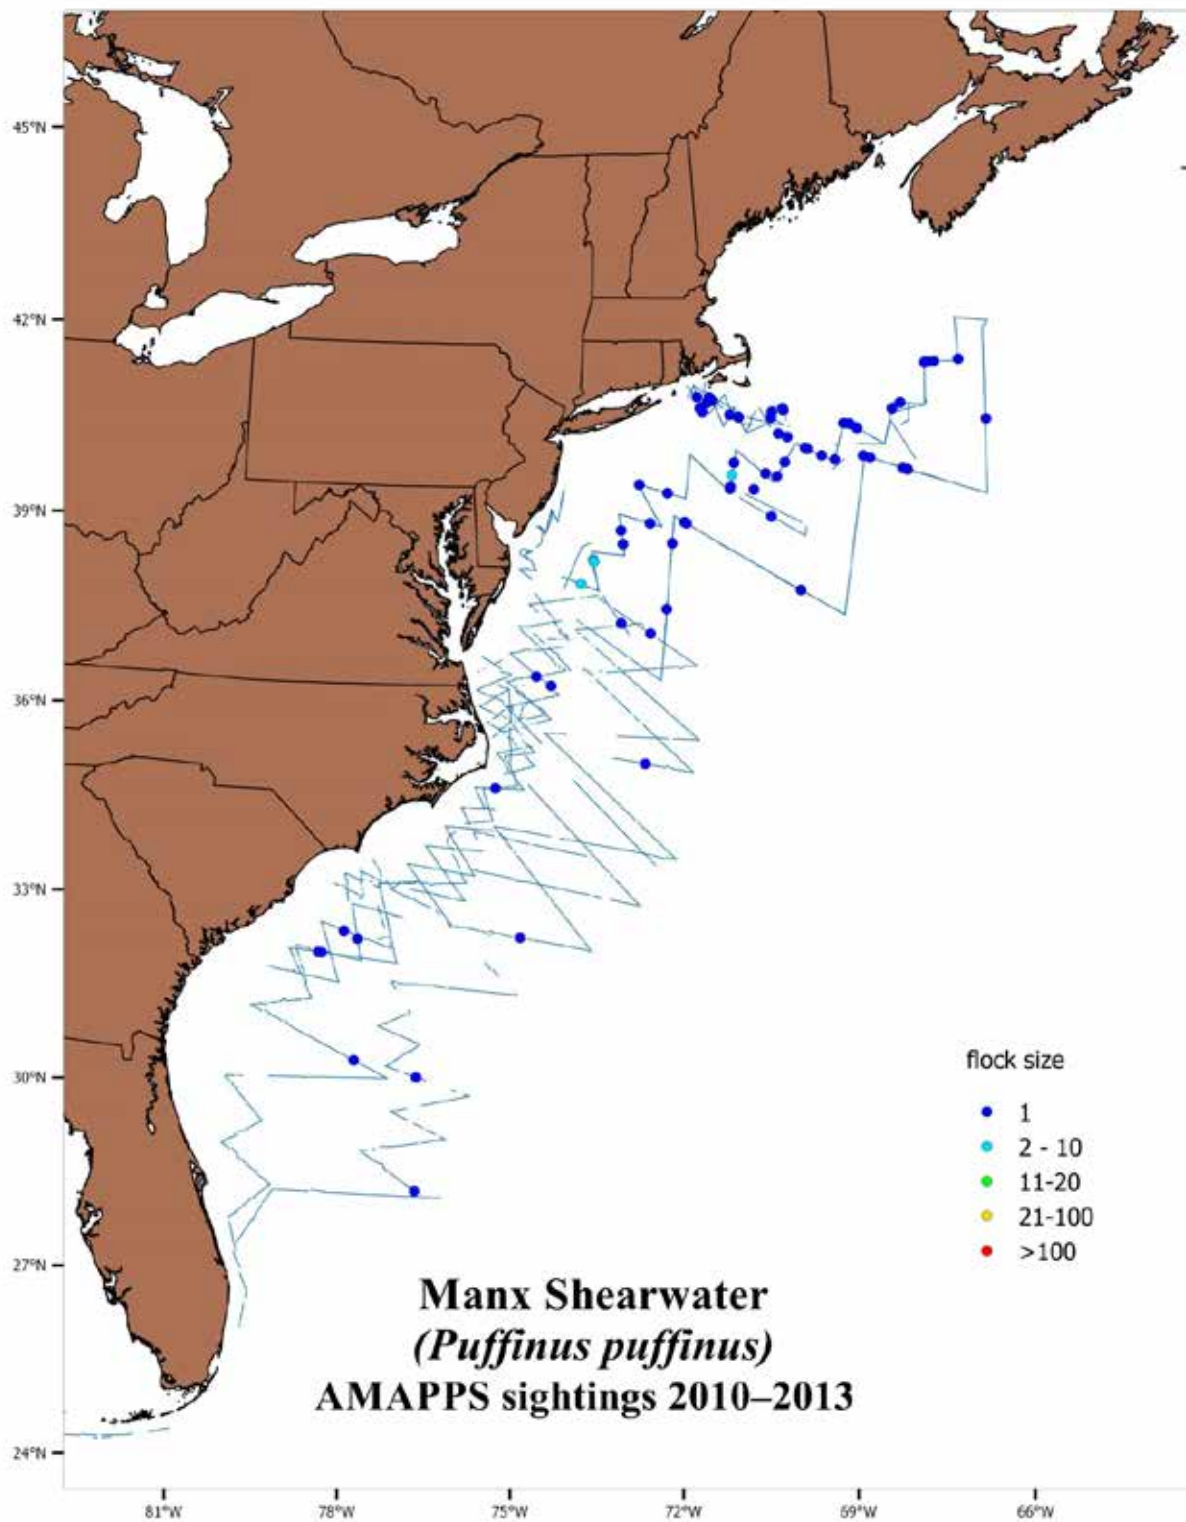 45°N
42°N
39°N
36°N
33°N
30°N
27°N
24°N
flock size
1
2 - 10
11-20
21-100
>100
Manx Shearwater
(Puffinus puffinus)
AMAPPS sightings 2010–2013
81°W
78°W
75°W
72°W
69°W
66°W